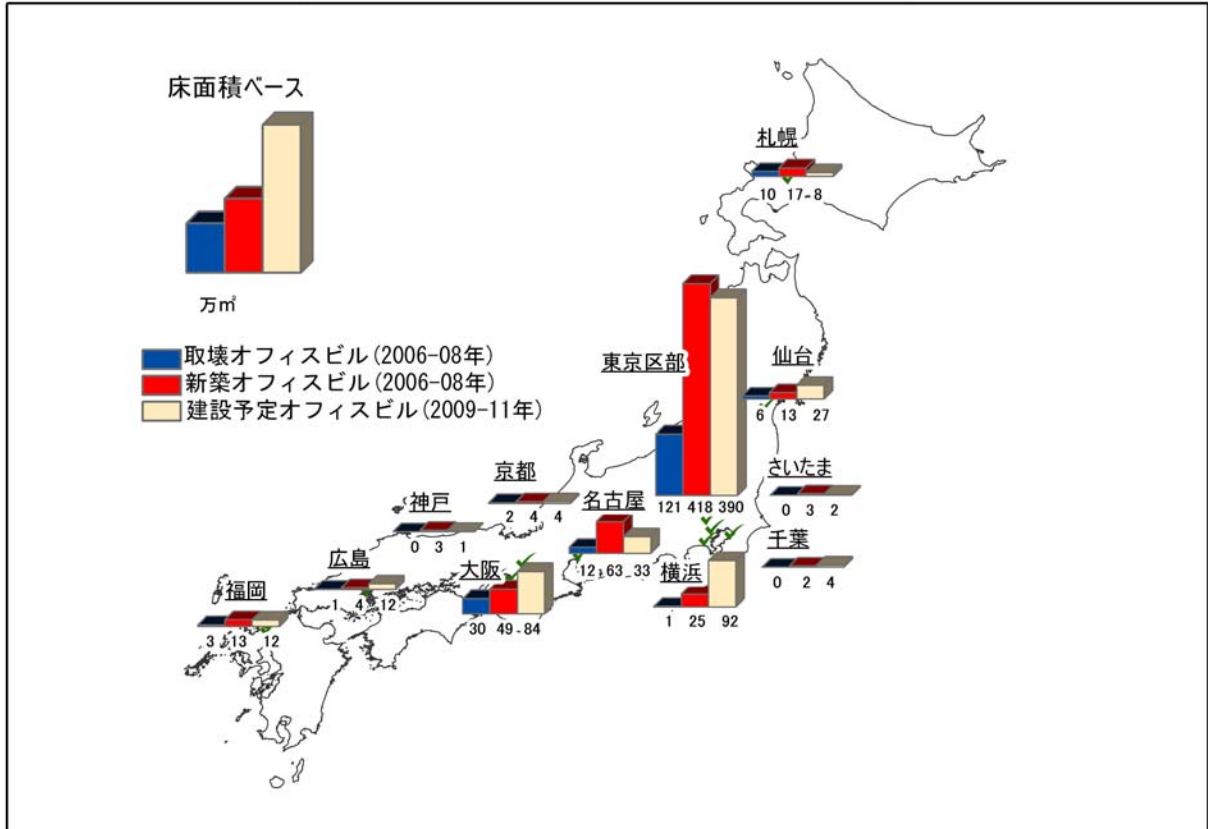 床面積ベース
万㎡
取壊オフィスビル(2006-08年)
新築オフィスビル(2006-08年)
建設予定オフィスビル(2009-11年)
札幌
10 17 8
東京区部
121 418 390
仙台
6 13 27
さいたま
0 3 2
千葉
0 2 4
京都
2 4 4
名古屋
12 63 33
横浜
1 25 92
神戸
0 3 1
広島
1 4 12
大阪
30 49 84
福岡
3 13 12